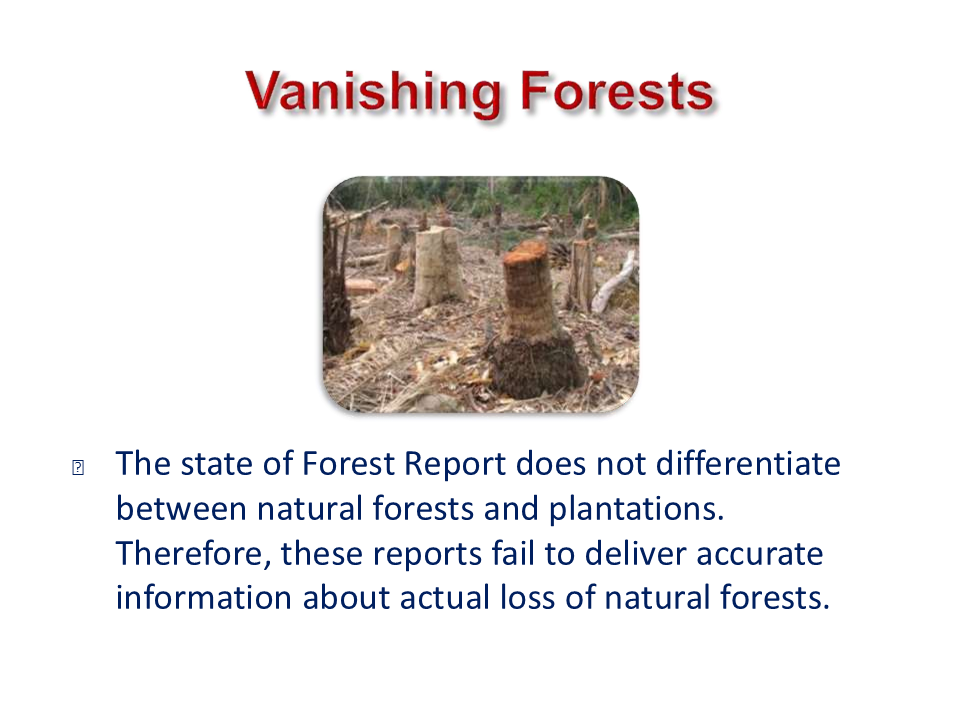 Vanishing Forests
The state of Forest Report does not differentiate
between natural forests and plantations.
Therefore, these reports fail to deliver accurate
information about actual loss of natural forests.